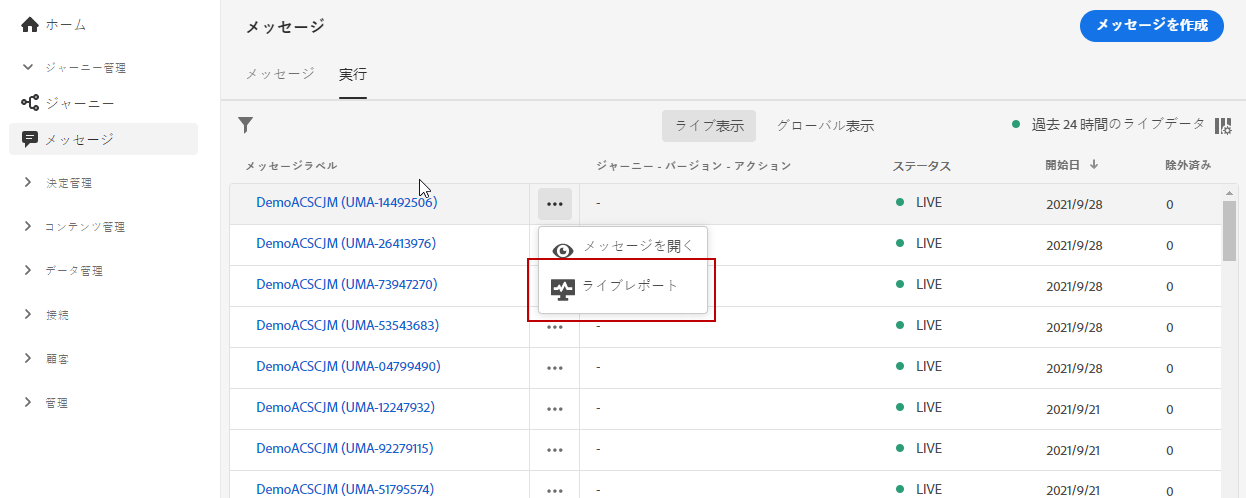 ホーム
ジャーニー管理
ジャーニー
メッセージ
決定管理
コンテンツ管理
データ管理
接続
顧客
管理
メッセージ
メッセージを作成
メッセージ 実行
ライブ表示 グローバル表示 過去 24 時間のライブデータ
メッセージラベル ジャーニー - バージョン - アクション ステータス 開始日 除外済み
DemoACSCJM (UMA-14492506) - LIVE 2021/9/28 0
DemoACSCJM (UMA-26413976) LIVE 2021/9/28 0
メッセージを開く
DemoACSCJM (UMA-73947270) LIVE 2021/9/28 0
ライブレポート
DemoACSCJM (UMA-53543683) - LIVE 2021/9/28 0
DemoACSCJM (UMA-04799490) - LIVE 2021/9/28 0
DemoACSCJM (UMA-12247932) - LIVE 2021/9/21 0
DemoACSCJM (UMA-92279115) - LIVE 2021/9/21 0
DemoACSCJM (UMA-51795574) - LIVE 2021/9/21 0